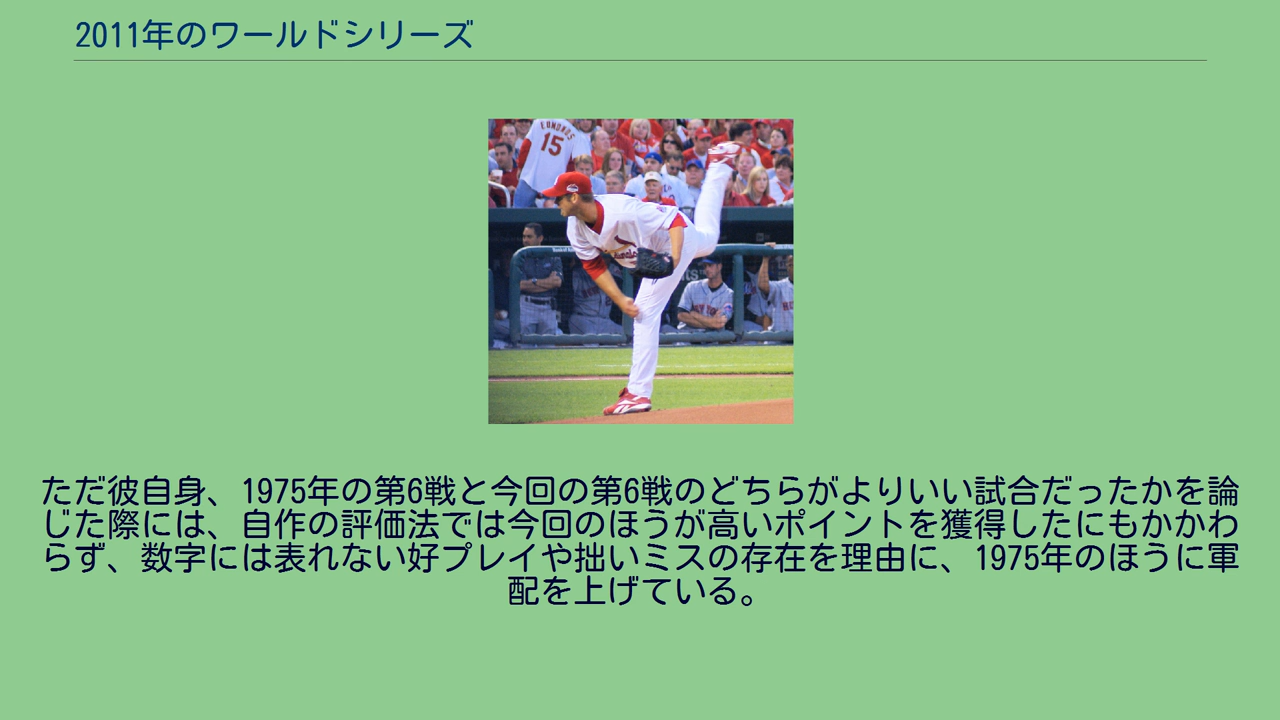 2011年のワールドシリーズ
EDMONDS
15
ただ彼自身、1975年の第6戦と今回の第6戦のどちらがよりいい試合だったかを論
じた際には、自作の評価法では今回のほうが高いポイントを獲得したにもかかわ
らず、数字には表れない好プレイや拙いミスの存在を理由に、1975年のほうに軍
配を上げている。